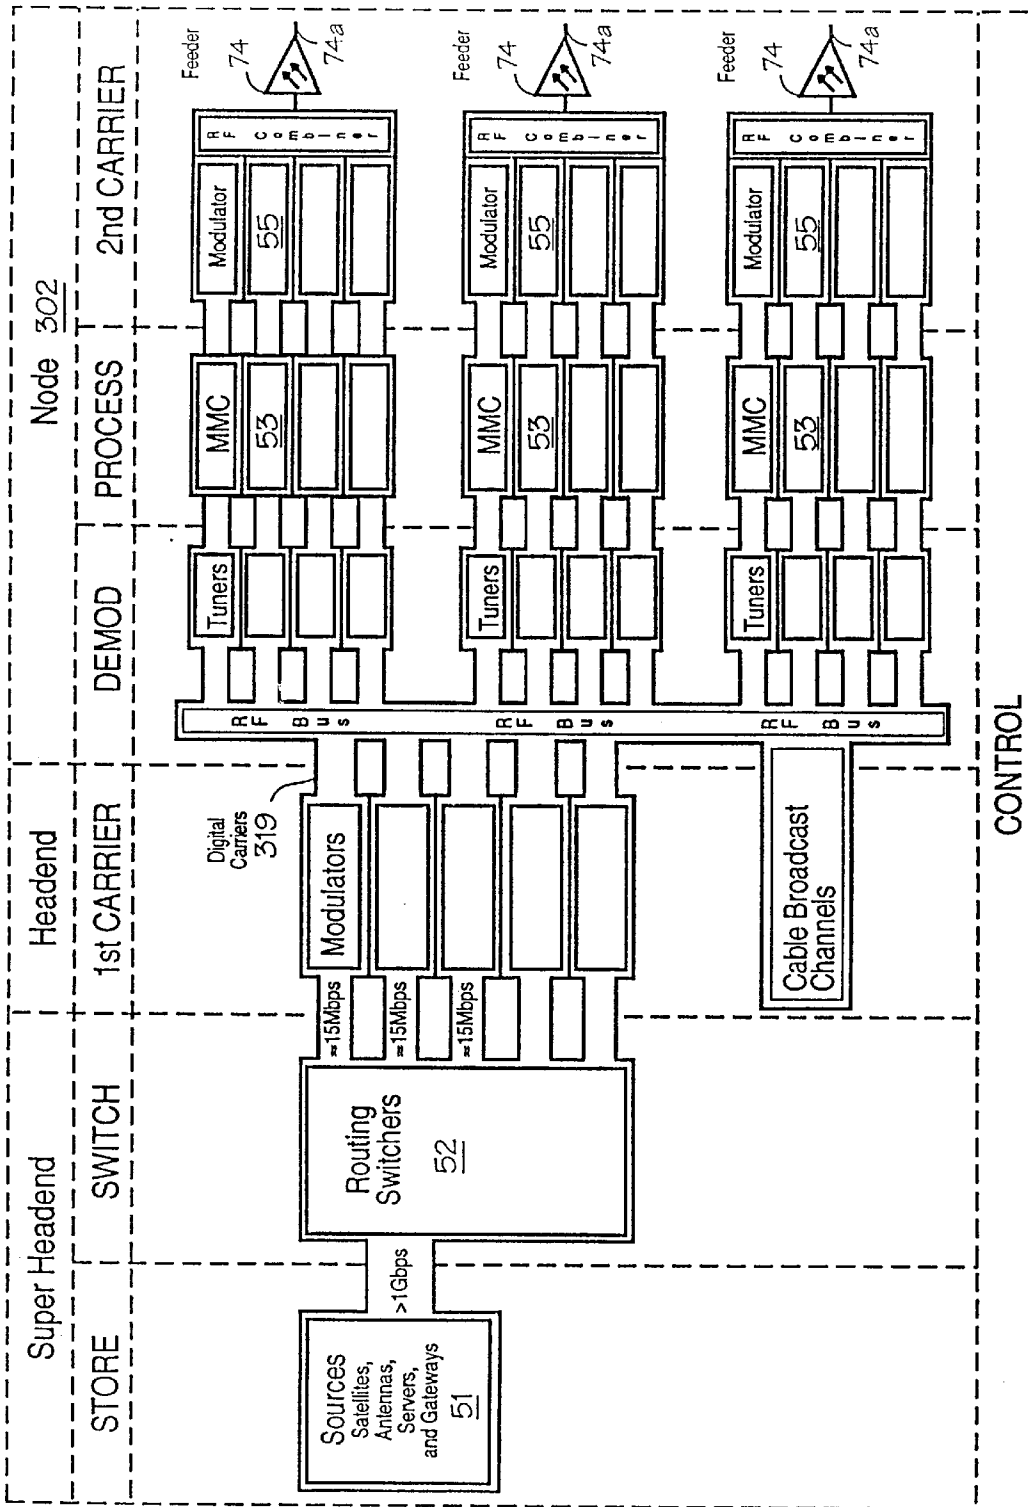 Super Headend
Headend
Node 302
STORE
SWITCH
1st CARRIER
DEMOD
PROCESS
2nd CARRIER
Sources
Satellites,
Antennas,
Servers,
and Gateways
51
>1Gbps
Routing
Switchers
52
≈15Mbps
≈15Mbps
≈15Mbps
Modulators
Digital
Carriers
319
Cable Broadcast
Channels
RF Bus
RF Bus
RF Bus
Tuners
MMC
53
Modulator
55
RF Combiner
Feeder
74
74a
Tuners
MMC
53
Modulator
55
RF Combiner
Feeder
74
74a
Tuners
MMC
53
Modulator
55
RF Combiner
Feeder
74
74a
CONTROL